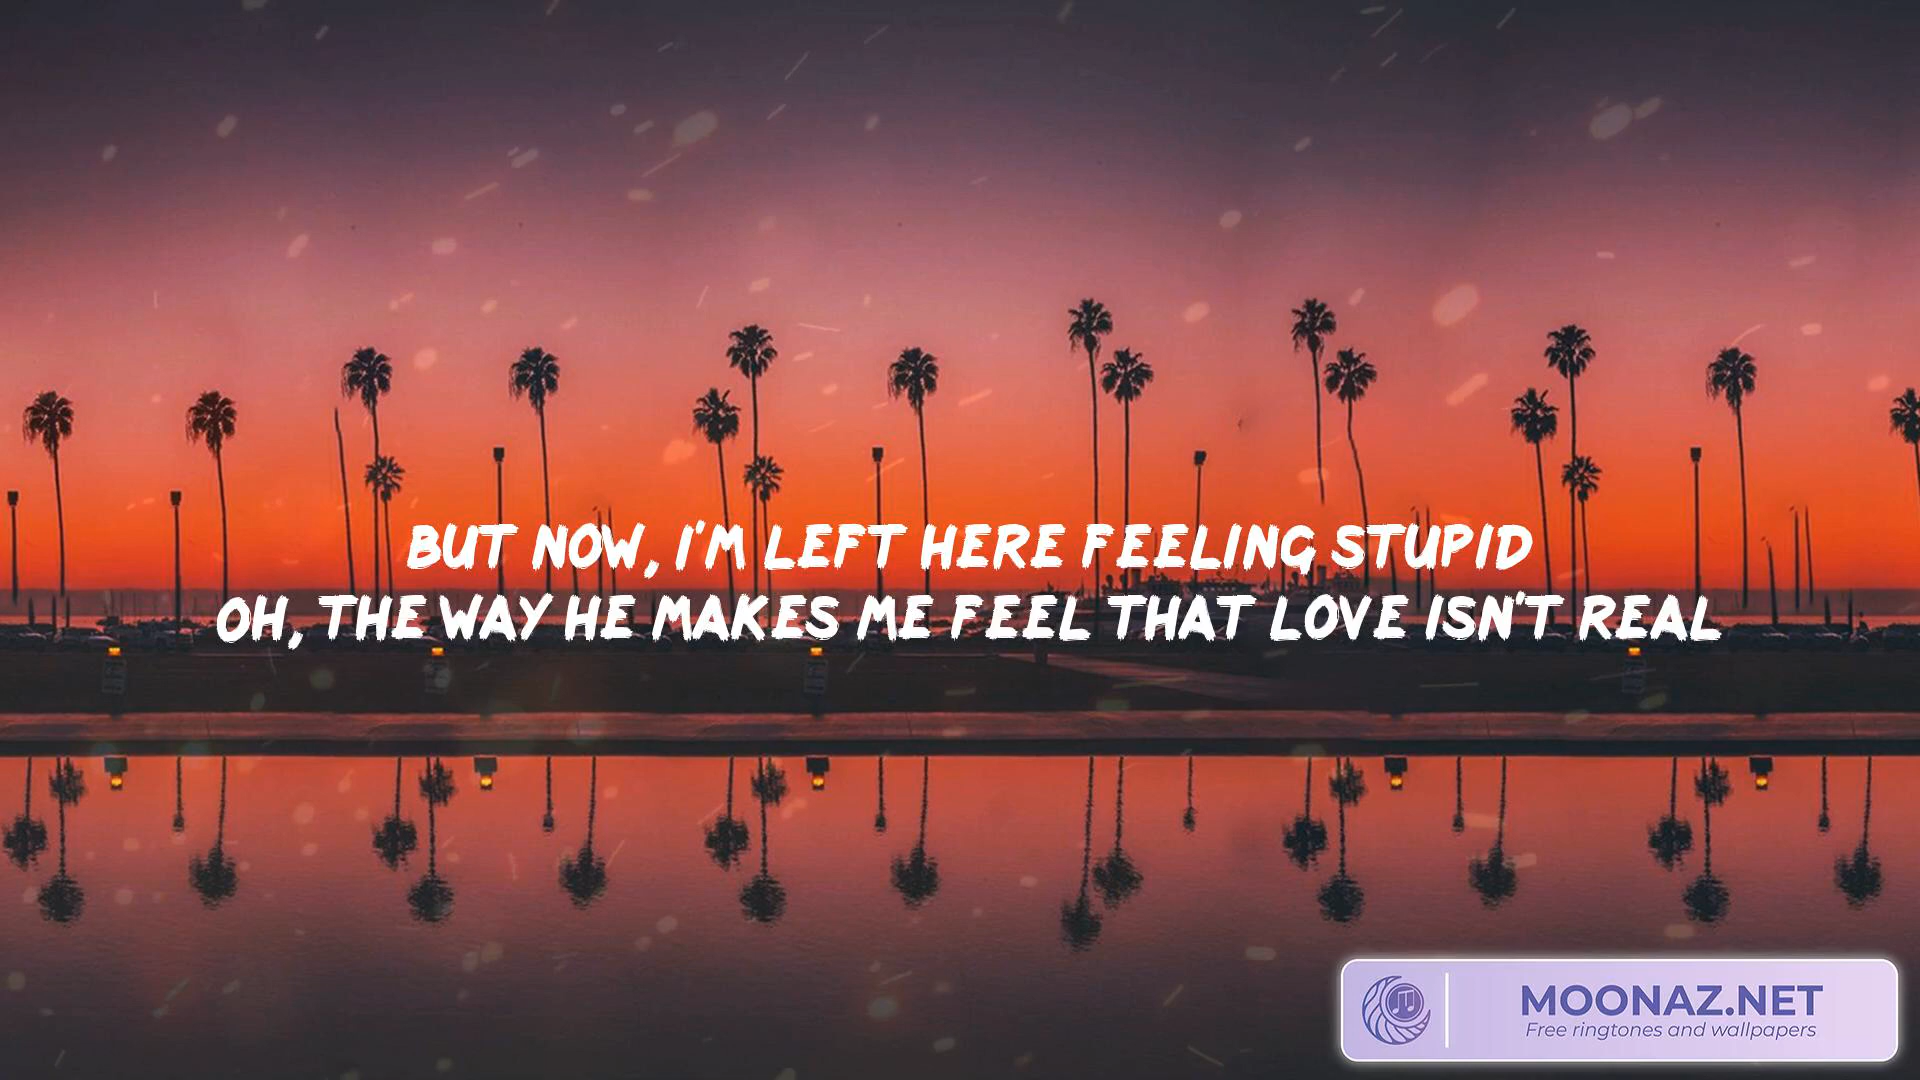 BUT NOW, I'M LEFT HERE FEELING STUPID
OH, THE WAY HE MAKES ME FEEL THAT LOVE ISN'T REAL
MOONAZ.NET
Free ringtones and wallpapers